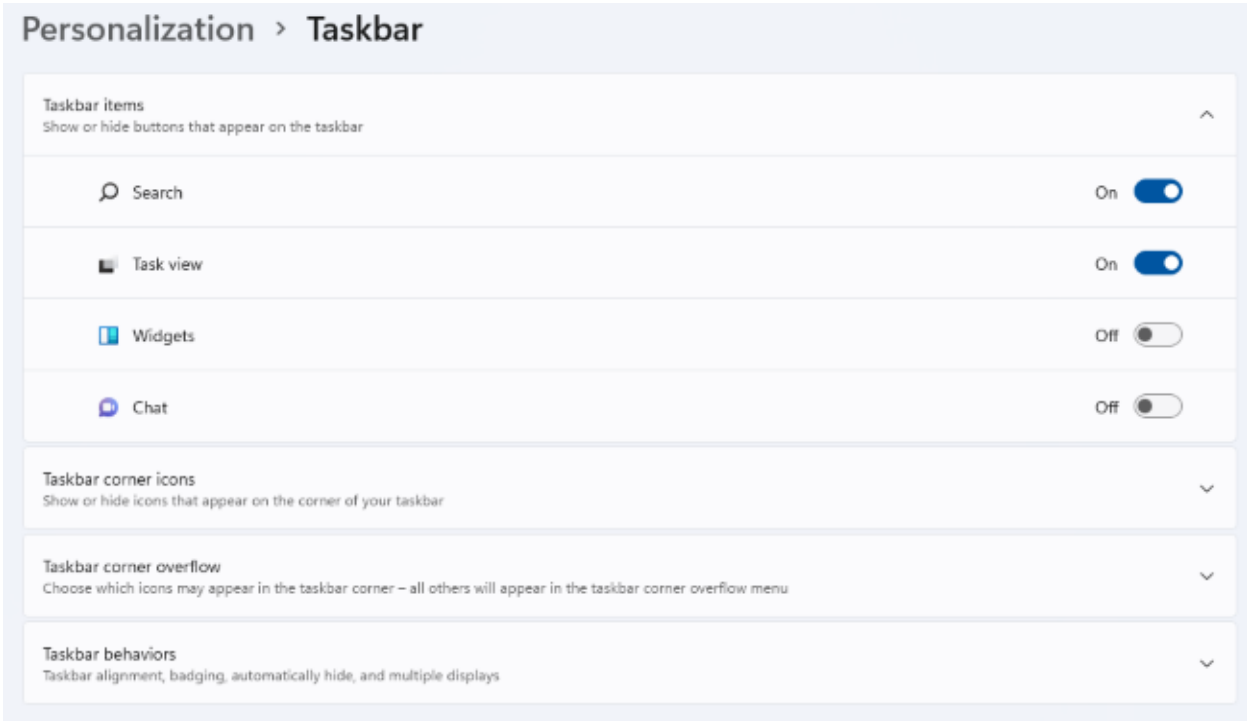 Personalization > Taskbar
Taskbar items
Show or hide buttons that appear on the taskbar
Search On
Task view On
Widgets Off
Chat Off
Taskbar corner icons
Show or hide icons that appear on the corner of your taskbar
Taskbar corner overflow
Choose which icons may appear in the taskbar corner – all others will appear in the taskbar corner overflow menu
Taskbar behaviors
Taskbar alignment, badging, automatically hide, and multiple displays